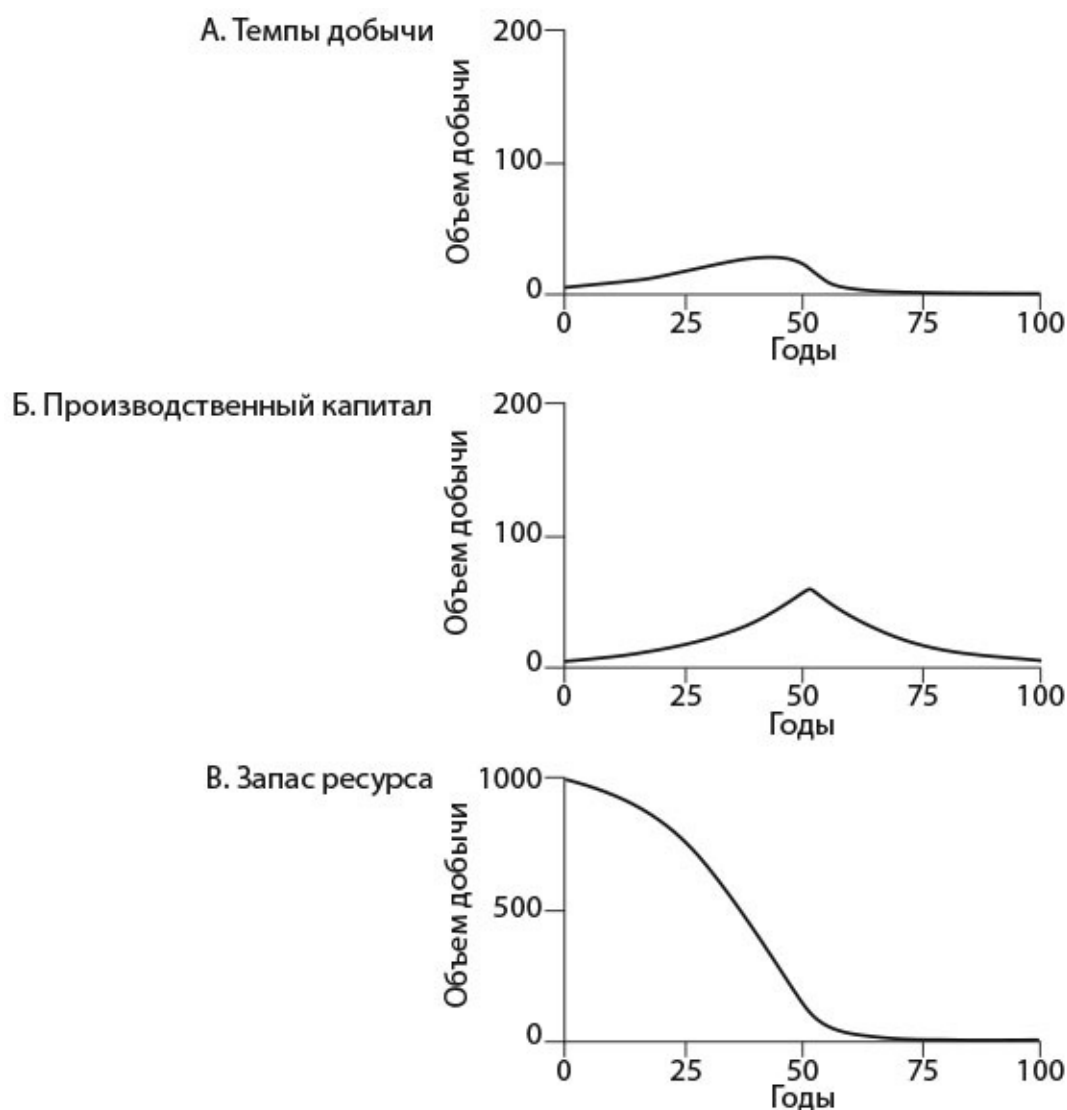 А. Темпы добычи
Объем добычи
200
100
0
0 25 50 75 100
Годы
Б. Производственный капитал
Объем добычи
200
100
0
0 25 50 75 100
Годы
В. Запас ресурса
Объем добычи
1000
500
0
0 25 50 75 100
Годы